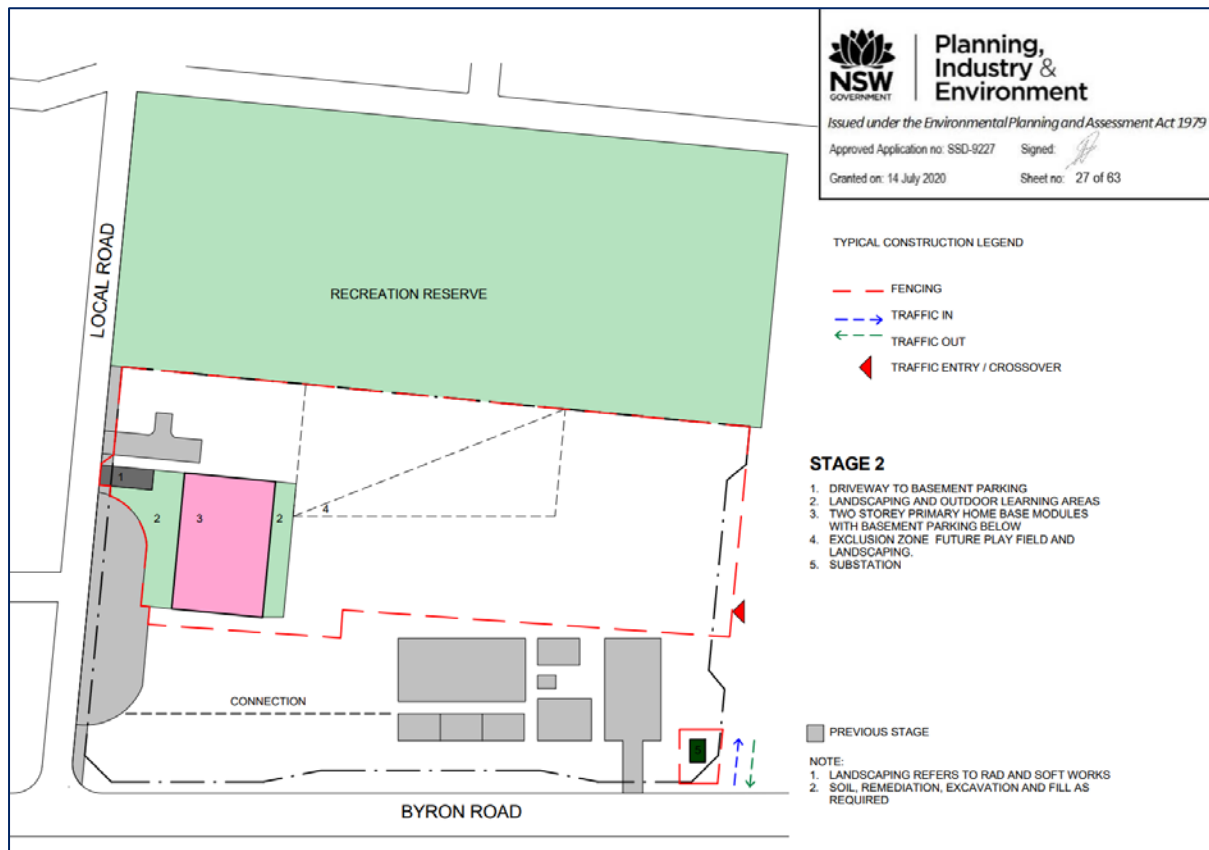 NSW
GOVERNMENT
Planning,
Industry &
Environment
Issued under the Environmental Planning and Assessment Act 1979
Approved Application no: SSD-9227 Signed:
Granted on: 14 July 2020 Sheet no: 27 of 63
LOCAL ROAD
RECREATION RESERVE
TYPICAL CONSTRUCTION LEGEND
FENCING
TRAFFIC IN
TRAFFIC OUT
TRAFFIC ENTRY / CROSSOVER
1
2
3
2
4
STAGE 2
1. DRIVEWAY TO BASEMENT PARKING
2. LANDSCAPING AND OUTDOOR LEARNING AREAS
3. TWO STOREY PRIMARY HOME BASE MODULES
WITH BASEMENT PARKING BELOW
4. EXCLUSION ZONE FUTURE PLAY FIELD AND
LANDSCAPING.
5. SUBSTATION
CONNECTION
5
PREVIOUS STAGE
NOTE:
1. LANDSCAPING REFERS TO RAD AND SOFT WORKS
2. SOIL, REMEDIATION, EXCAVATION AND FILL AS
REQUIRED
BYRON ROAD